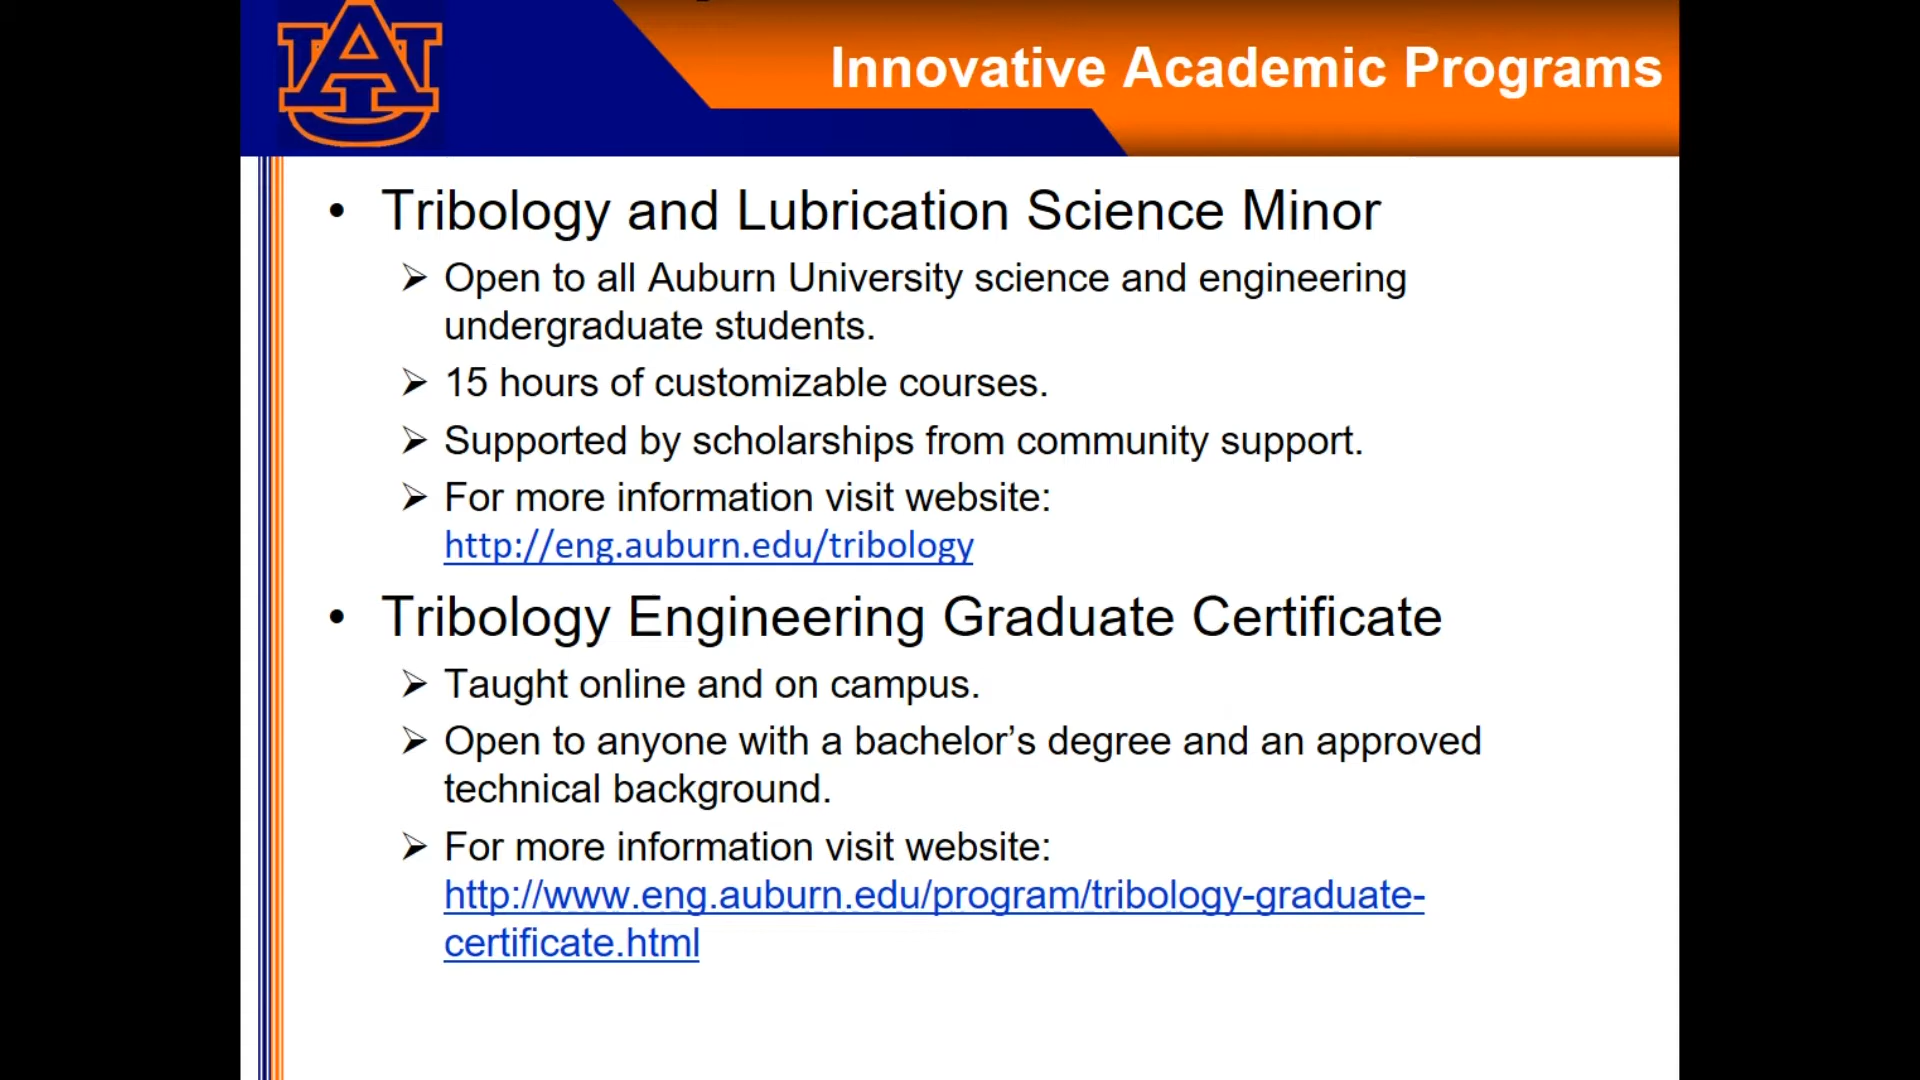 Innovative Academic Programs
• Tribology and Lubrication Science Minor
➢ Open to all Auburn University science and engineering
undergraduate students.
➢ 15 hours of customizable courses.
➢ Supported by scholarships from community support.
➢ For more information visit website:
http://eng.auburn.edu/tribology
• Tribology Engineering Graduate Certificate
➢ Taught online and on campus.
➢ Open to anyone with a bachelor’s degree and an approved
technical background.
➢ For more information visit website:
http://www.eng.auburn.edu/program/tribology-graduate-
certificate.html